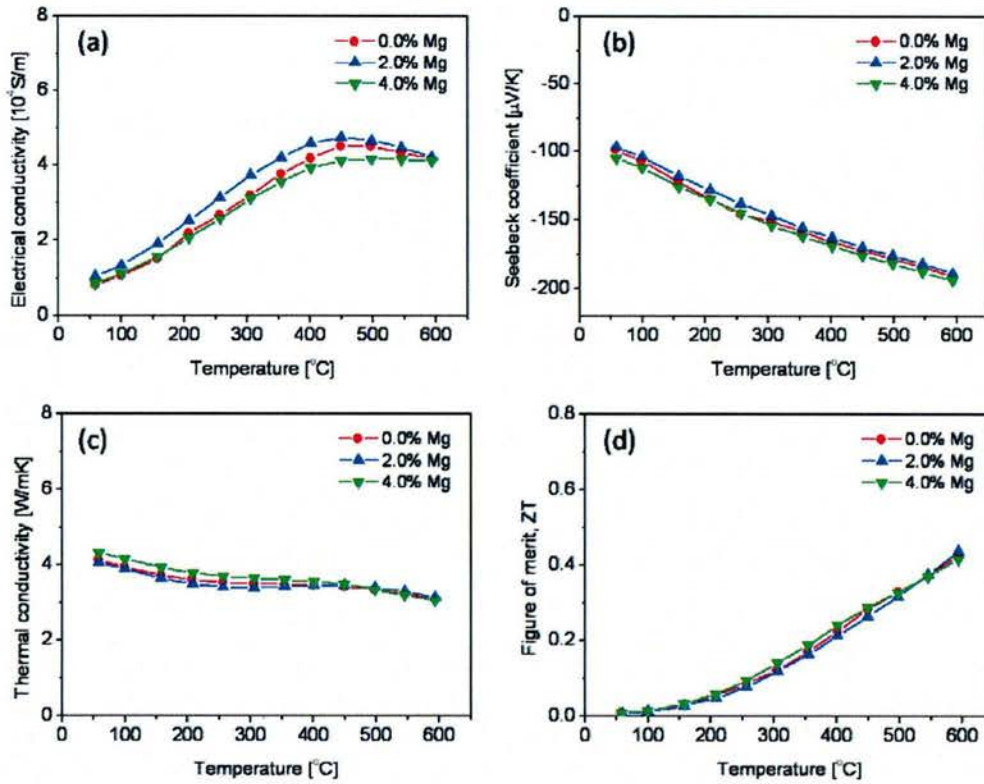 (a)
0.0% Mg
2.0% Mg
4.0% Mg
Electrical conductivity [10⁴S/m]
0
2
4
6
8
0 100 200 300 400 500 600
Temperature [°C]
(b)
0.0% Mg
2.0% Mg
4.0% Mg
Seebeck coefficient [μV/K]
0
-50
-100
-150
-200
0 100 200 300 400 500 600
Temperature [°C]
(c)
0.0% Mg
2.0% Mg
4.0% Mg
Thermal conductivity [W/mK]
8
6
4
2
0
0 100 200 300 400 500 600
Temperature [°C]
(d)
0.0% Mg
2.0% Mg
4.0% Mg
Figure of merit, ZT
0.8
0.6
0.4
0.2
0.0
0 100 200 300 400 500 600
Temperature [°C]